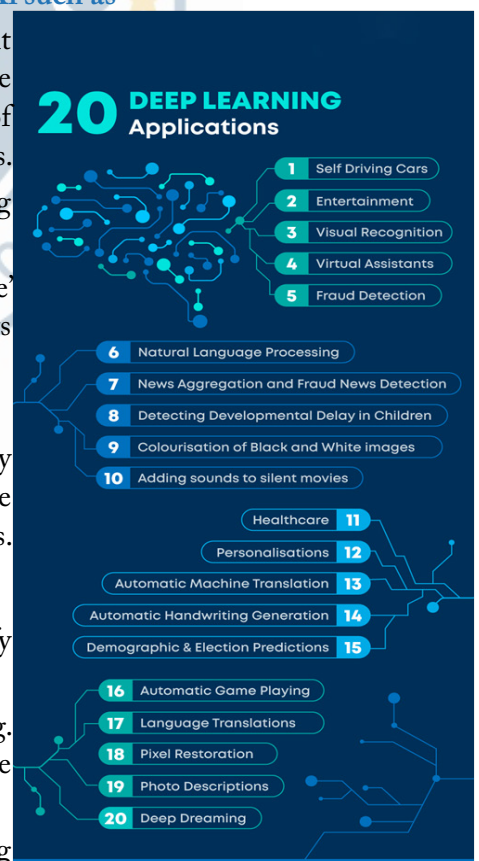 AI such as
t
e
of
s.
g
e’
s
20 DEEP LEARNING
Applications
1 Self Driving Cars
2 Entertainment
3 Visual Recognition
4 Virtual Assistants
5 Fraud Detection
6 Natural Language Processing
7 News Aggregation and Fraud News Detection
8 Detecting Developmental Delay in Children
y
9 Colourisation of Black and White images
e
10 Adding sounds to silent movies
Healthcare 11
s.
Personalisations 12
Automatic Machine Translation 13
Automatic Handwriting Generation 14
y
Demographic & Election Predictions 15
16 Automatic Game Playing
17 Language Translations
g.
18 Pixel Restoration
e
19 Photo Descriptions
20 Deep Dreaming
g